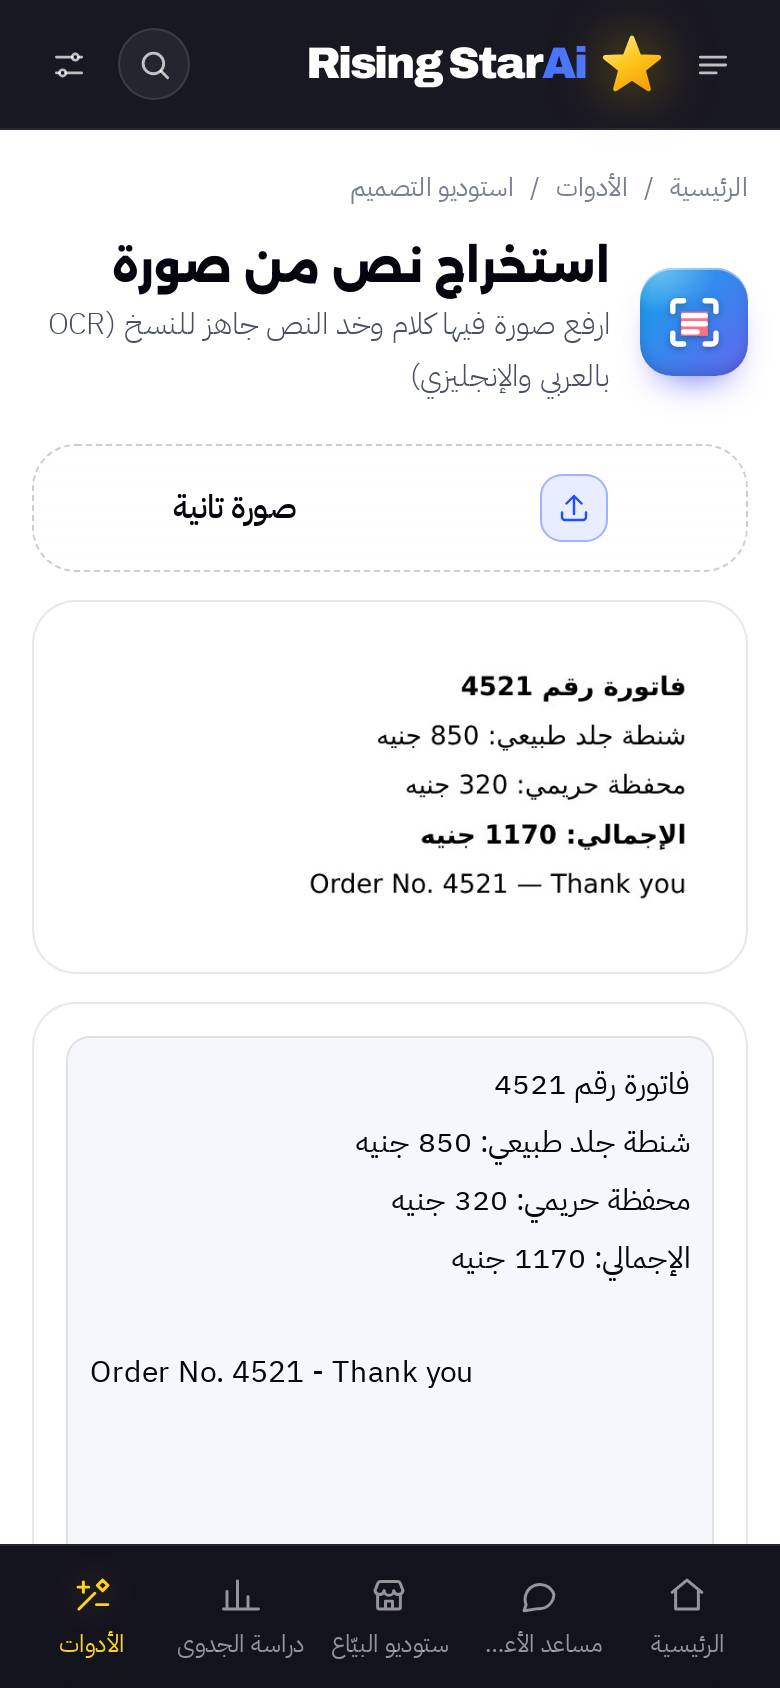 Rising StarAi
الرئيسية / الأدوات / استوديو التصميم
استخراج نص من صورة
ارفع صورة فيها كلام وخد النص جاهز للنسخ (OCR
بالعربي والإنجليزي)
صورة تانية
فاتورة رقم 4521
شنطة جلد طبيعي: 850 جنيه
محفظة حريمي: 320 جنيه
الإجمالي: 1170 جنيه
Order No. 4521 — Thank you
فاتورة رقم 4521
شنطة جلد طبيعي: 850 جنيه
محفظة حريمي: 320 جنيه
الإجمالي: 1170 جنيه
Order No. 4521 - Thank you
الرئيسية
مساعد الأع...
ستوديو البيّاع
دراسة الجدوى
الأدوات